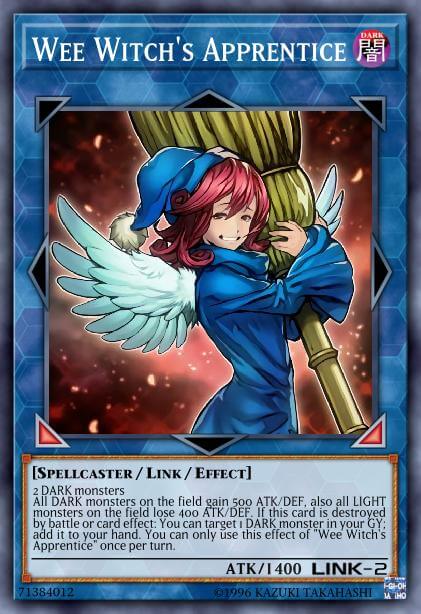 Wee Witch's Apprentice
DARK
闇
[Spellcaster / Link / Effect]
2 DARK monsters
All DARK monsters on the field gain 500 ATK/DEF, also all LIGHT
monsters on the field lose 400 ATK/DEF. If this card is destroyed
by battle or card effect: You can target 1 DARK monster in your GY;
add it to your hand. You can only use this effect of "Wee Witch's
Apprentice" once per turn.
ATK/1400 LINK-2
71384012 ©1996 KAZUKI TAKAHASHI